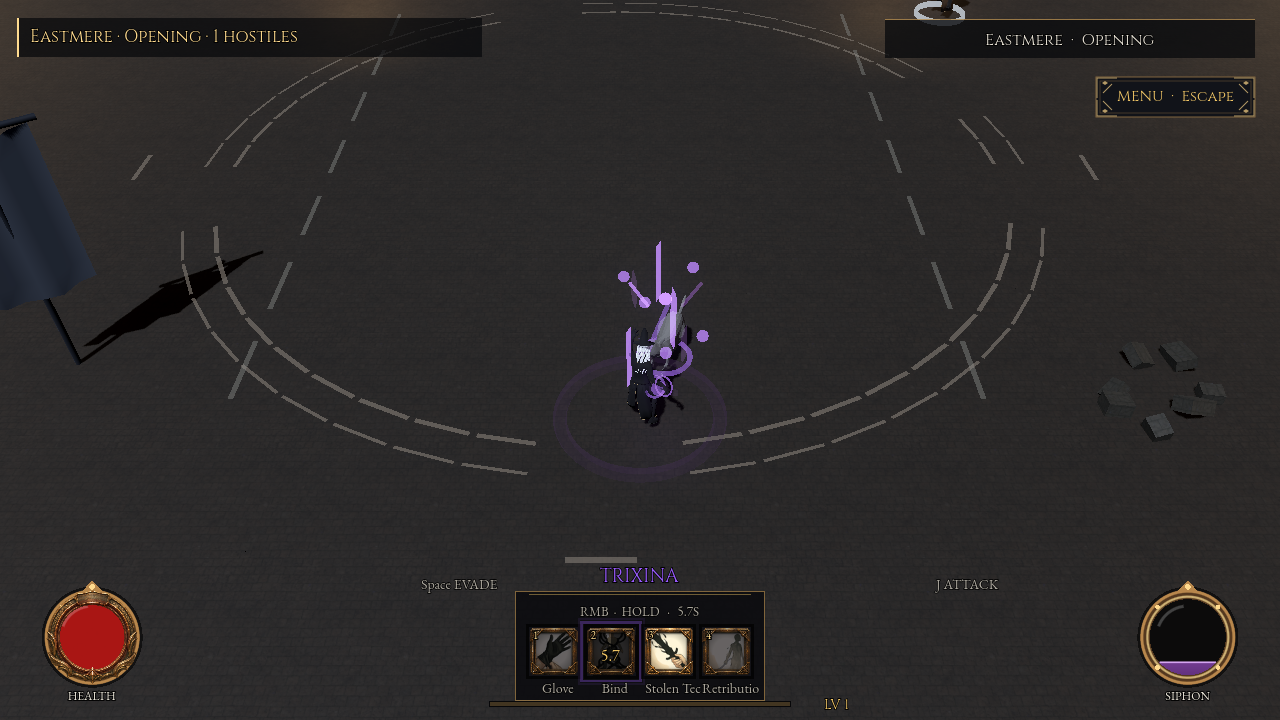 Eastmere · Opening · 1 hostiles
Eastmere · Opening
MENU · Escape
Space EVADE
TRIXINA
J ATTACK
RMB · HOLD · 5.7S
1 2 3 4
5.7
Glove Bind Stolen Tec Retributio
HEALTH
SIPHON
LV 1